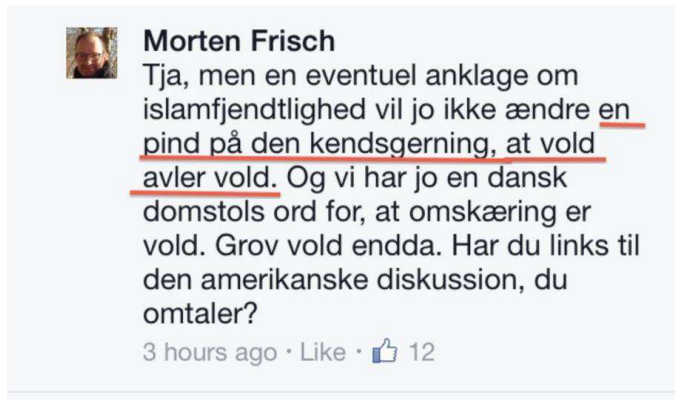 Morten Frisch
Tja, men en eventuel anklage om
islamfjendtlighed vil jo ikke ændre en
pind på den kendsgerning, at vold
avler vold. Og vi har jo en dansk
domstols ord for, at omskæring er
vold. Grov vold endda. Har du links til
den amerikanske diskussion, du
omtaler?
3 hours ago · Like · 12